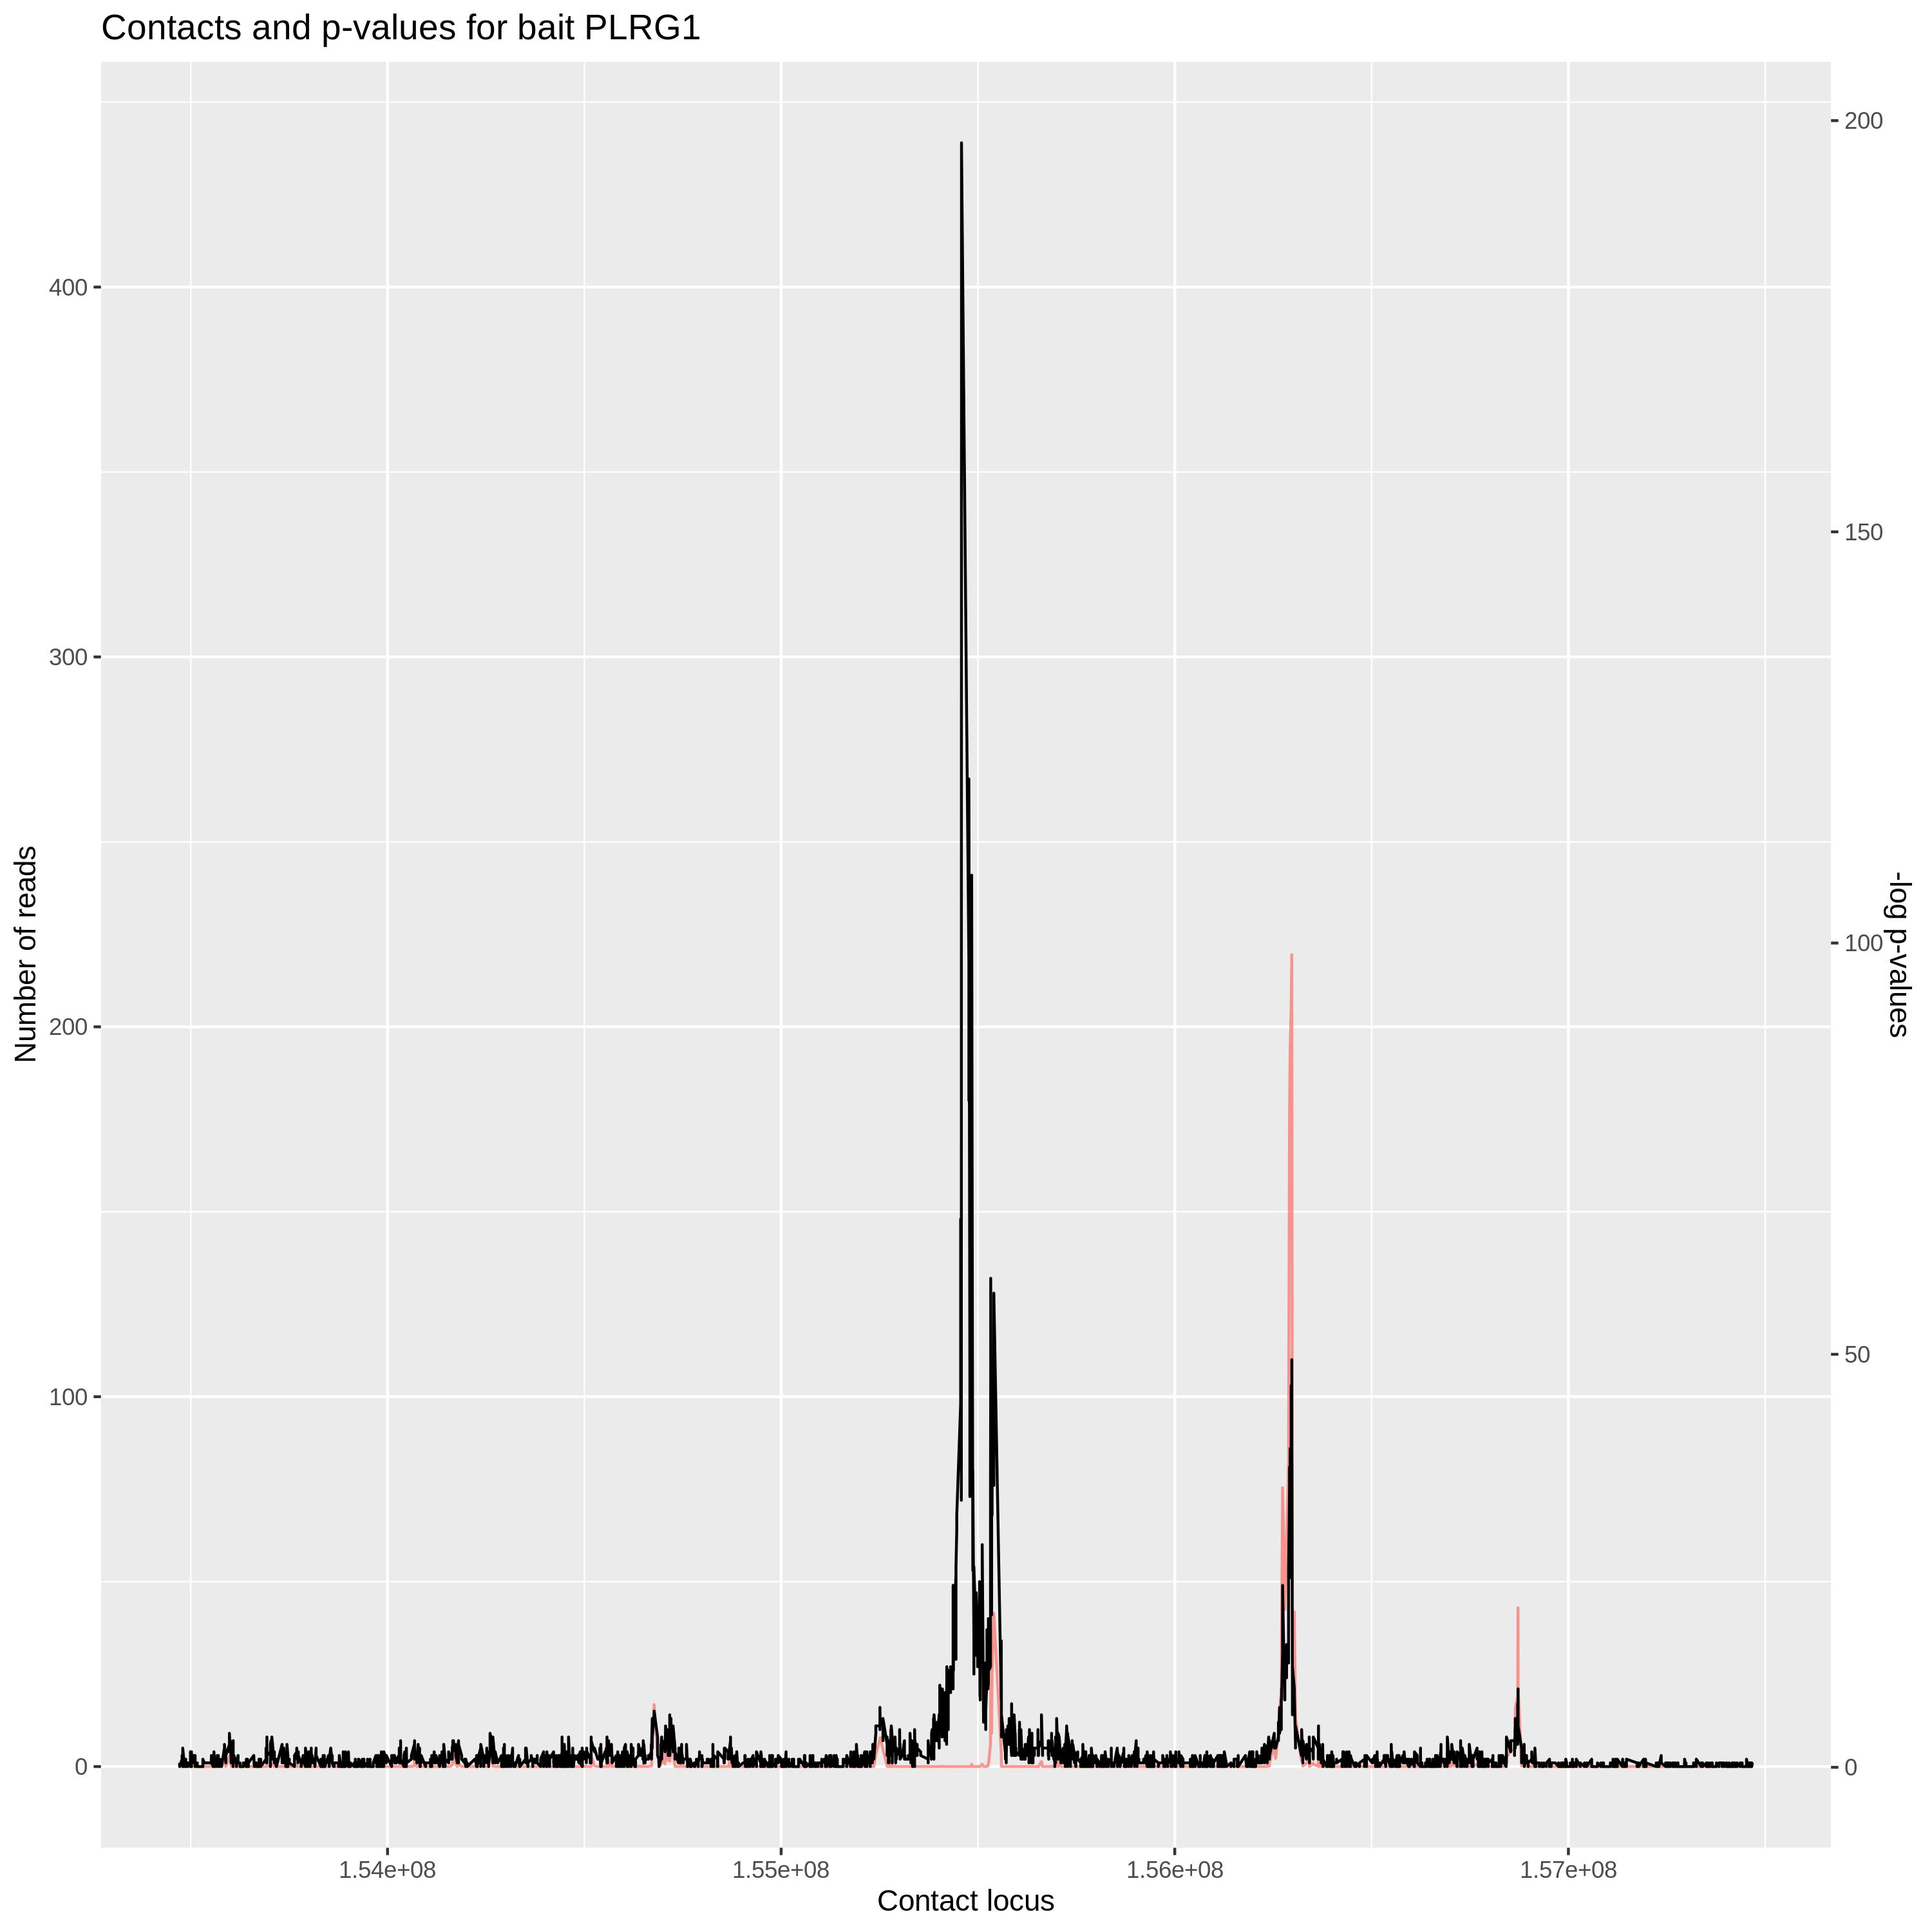 Contacts and p-values for bait PLRG1
Number of reads
400
300
200
100
0
200
150
100
50
0
-log p-values
1.54e+08 1.55e+08 1.56e+08 1.57e+08
Contact locus